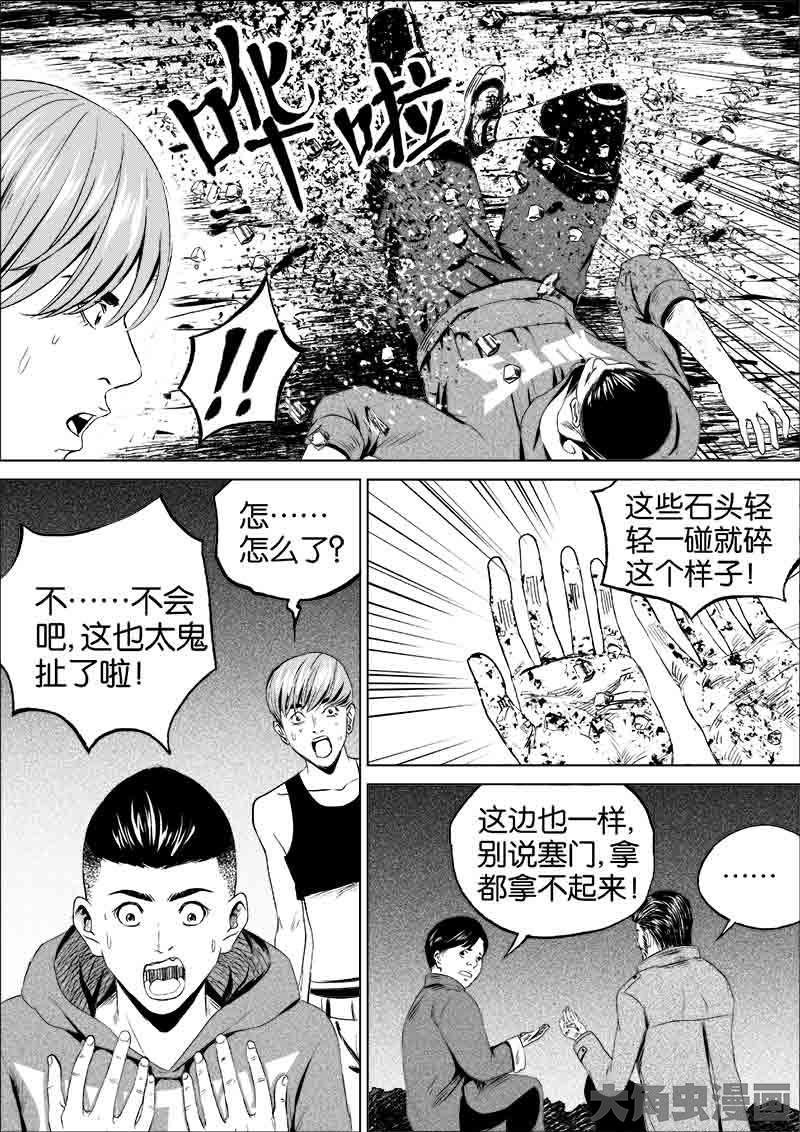 哗啦
!!
怎……
怎么了?
不……不会
吧,这也太鬼
扯了啦!
这些石头轻
轻一碰就碎
这个样子!
这边也一样,
别说塞门,拿
都拿不起来!
……
大角虫漫画